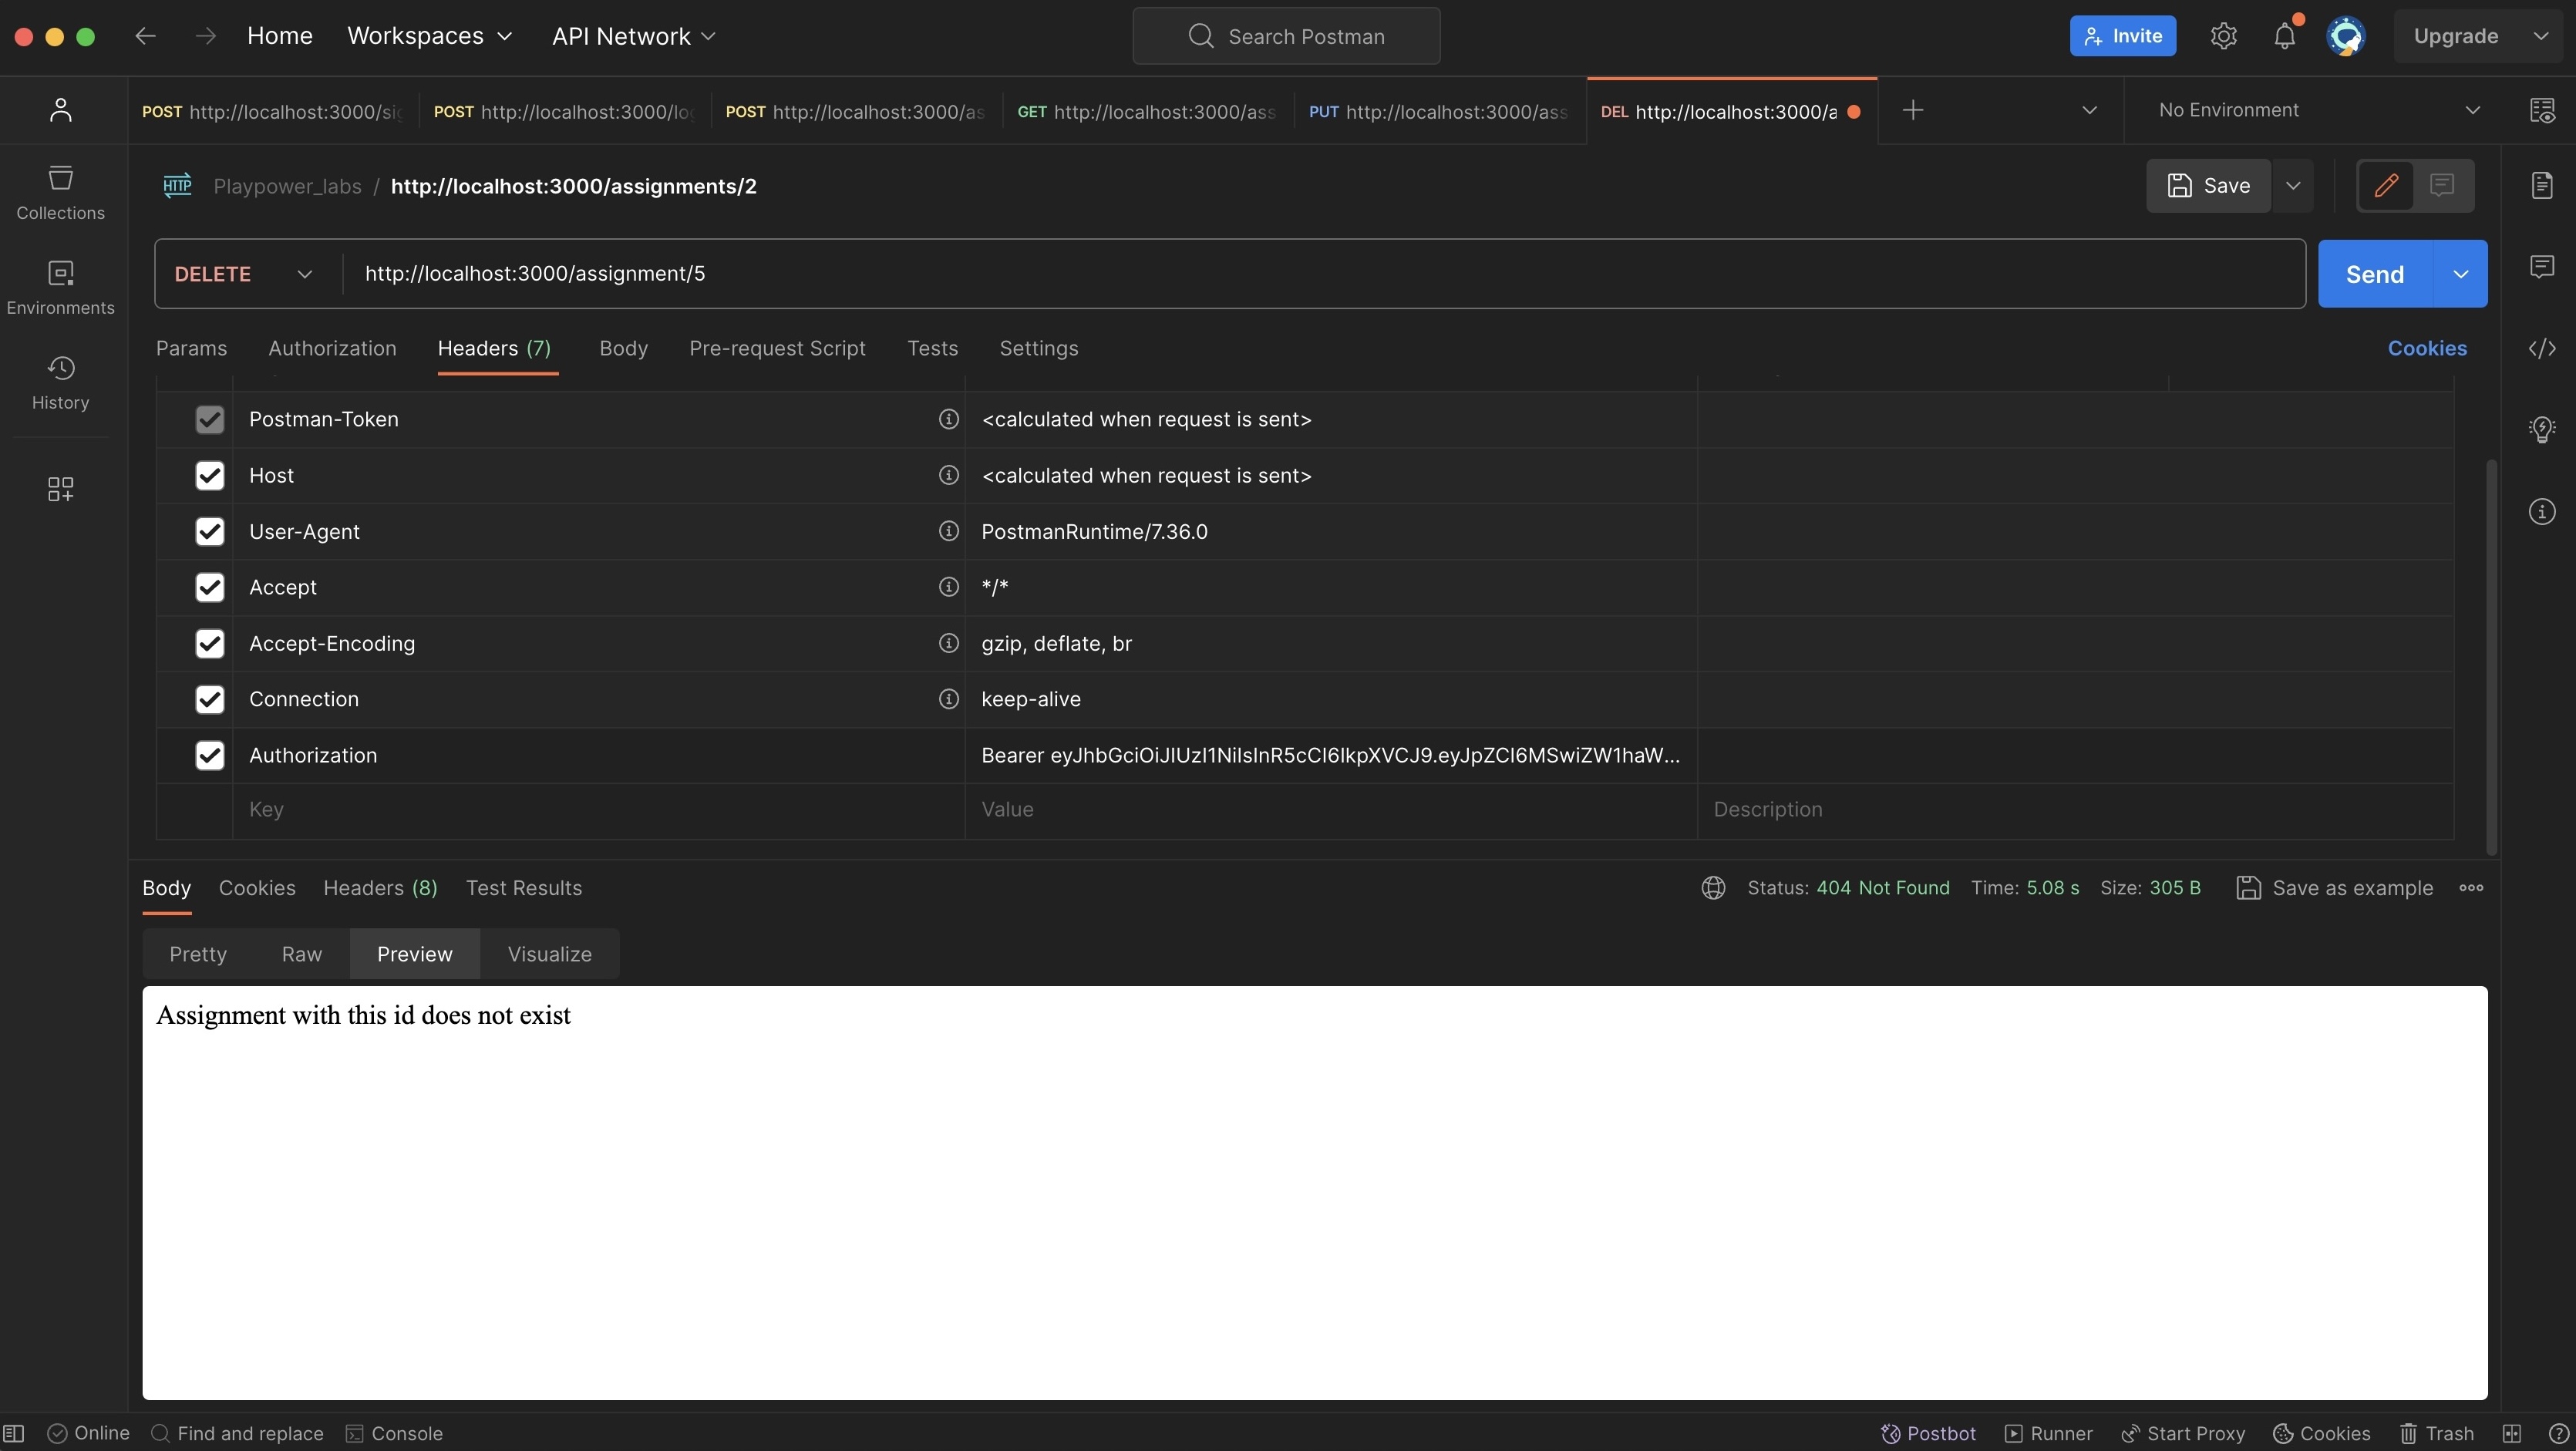 Home Workspaces API Network Search Postman Invite Upgrade
POST http://localhost:3000/sig POST http://localhost:3000/lo POST http://localhost:3000/as GET http://localhost:3000/ass PUT http://localhost:3000/ass DEL http://localhost:3000/a No Environment
HTTP Playpower_labs / http://localhost:3000/assignments/2 Save
Collections
DELETE http://localhost:3000/assignment/5 Send
Environments
Params Authorization Headers (7) Body Pre-request Script Tests Settings Cookies
History
Postman-Token <calculated when request is sent>
Host <calculated when request is sent>
User-Agent PostmanRuntime/7.36.0
Accept */*
Accept-Encoding gzip, deflate, br
Connection keep-alive
Authorization Bearer eyJhbGciOiJIUzI1NiIsInR5cCI6IkpXVCJ9.eyJpZCI6MSwiZW1haW...
Key Value Description
Body Cookies Headers (8) Test Results Status: 404 Not Found Time: 5.08 s Size: 305 B Save as example
Pretty Raw Preview Visualize
Assignment with this id does not exist
Online Find and replace Console Postbot Runner Start Proxy Cookies Trash